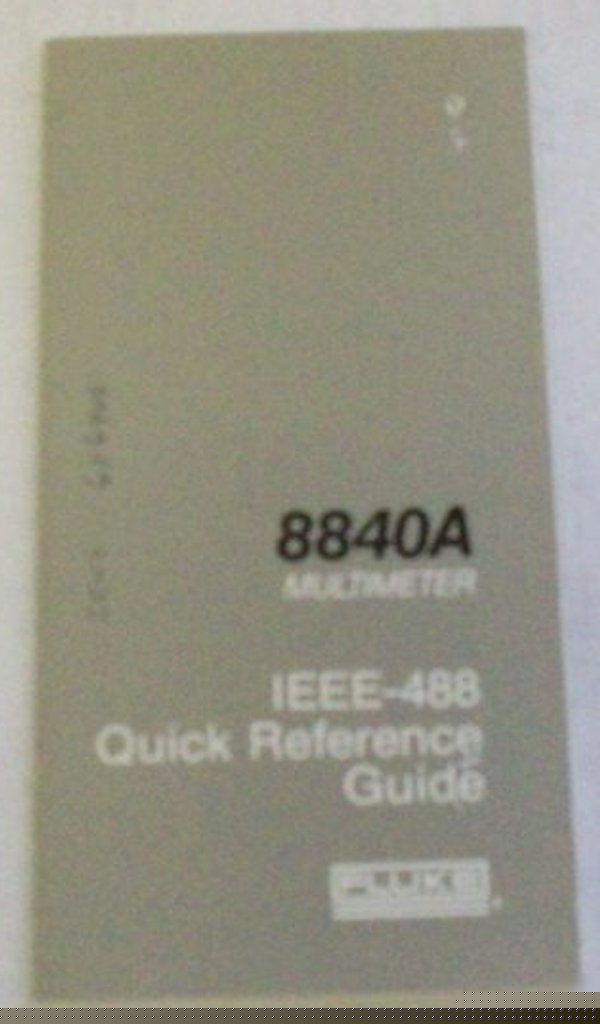 8840A
MULTIMETER
IEEE-488
Quick Reference
Guide
FLUKE